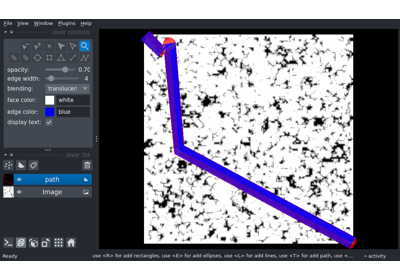 File View Window Plugins Help
layer controls
opacity: 0.70
edge width: 4
blending: translucen
face color: white
edge color: blue
display text:
layer list
path
Image
Ready
use <R> for add rectangles, use <E> for add ellipses, use <L> for add lines, use <T> for add path, use <...
activity